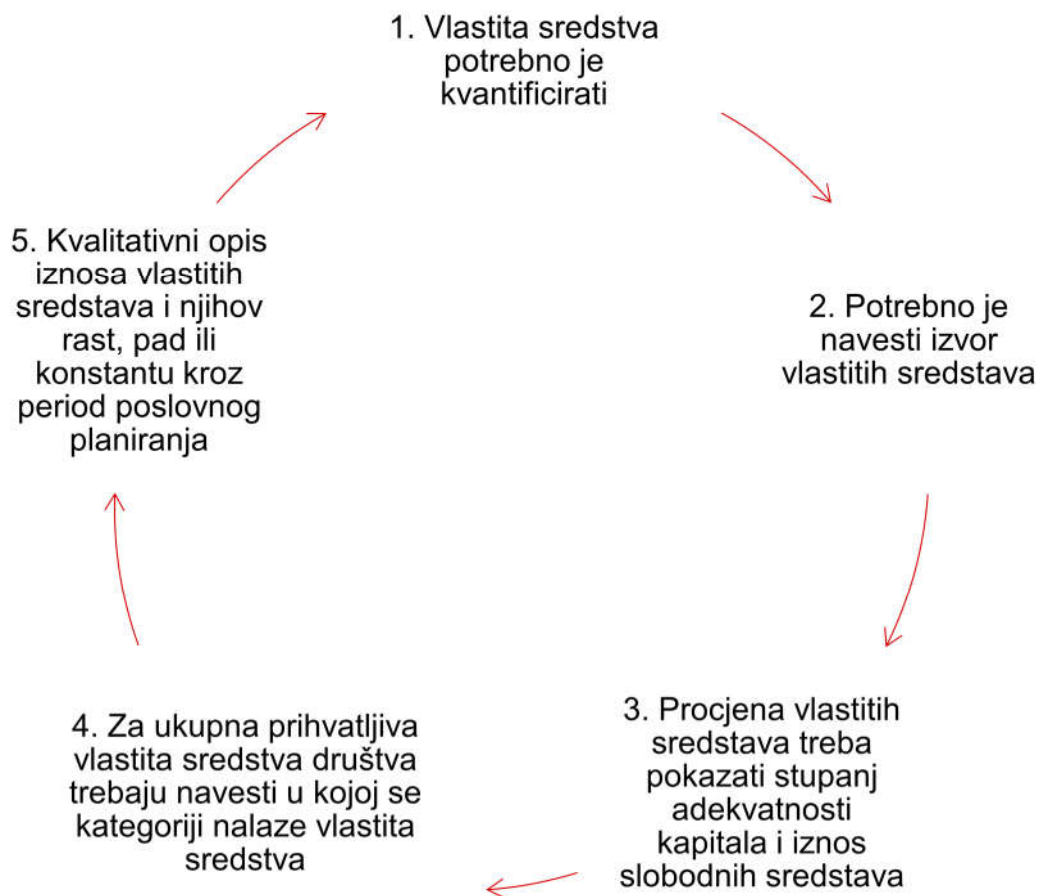 1. Vlastita sredstva
potrebno je
kvantificirati
2. Potrebno je
navesti izvor
vlastitih sredstava
3. Procjena vlastitih
sredstava treba
pokazati stupanj
adekvatnosti
kapitala i iznos
slobodnih sredstava
4. Za ukupna prihvatljiva
vlastita sredstva društva
trebaju navesti u kojoj se
kategoriji nalaze vlastita
sredstva
5. Kvalitativni opis
iznosa vlastitih
sredstava i njihov
rast, pad ili
konstantu kroz
period poslovnog
planiranja